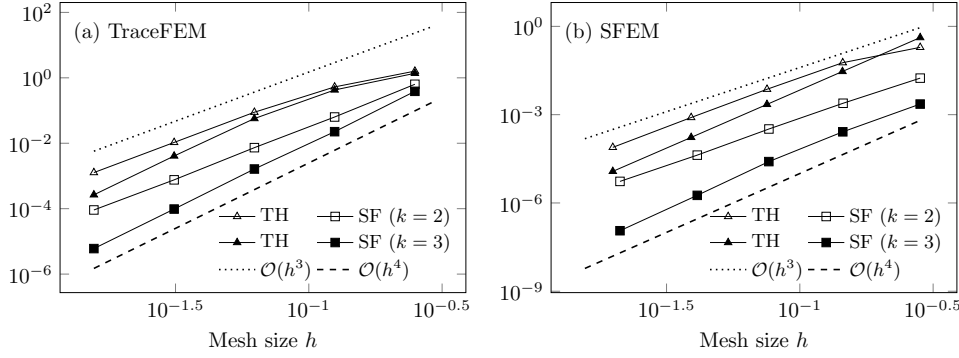 (a) TraceFEM
10^2
10^0
10^−2
10^−4
10^−6
TH
SF (k = 2)
TH
SF (k = 3)
O(h^3)
O(h^4)
10^−1.5
10^−1
10^−0.5
Mesh size h
(b) SFEM
10^0
10^−3
10^−6
10^−9
TH
SF (k = 2)
TH
SF (k = 3)
O(h^3)
O(h^4)
10^−1.5
10^−1
10^−0.5
Mesh size h